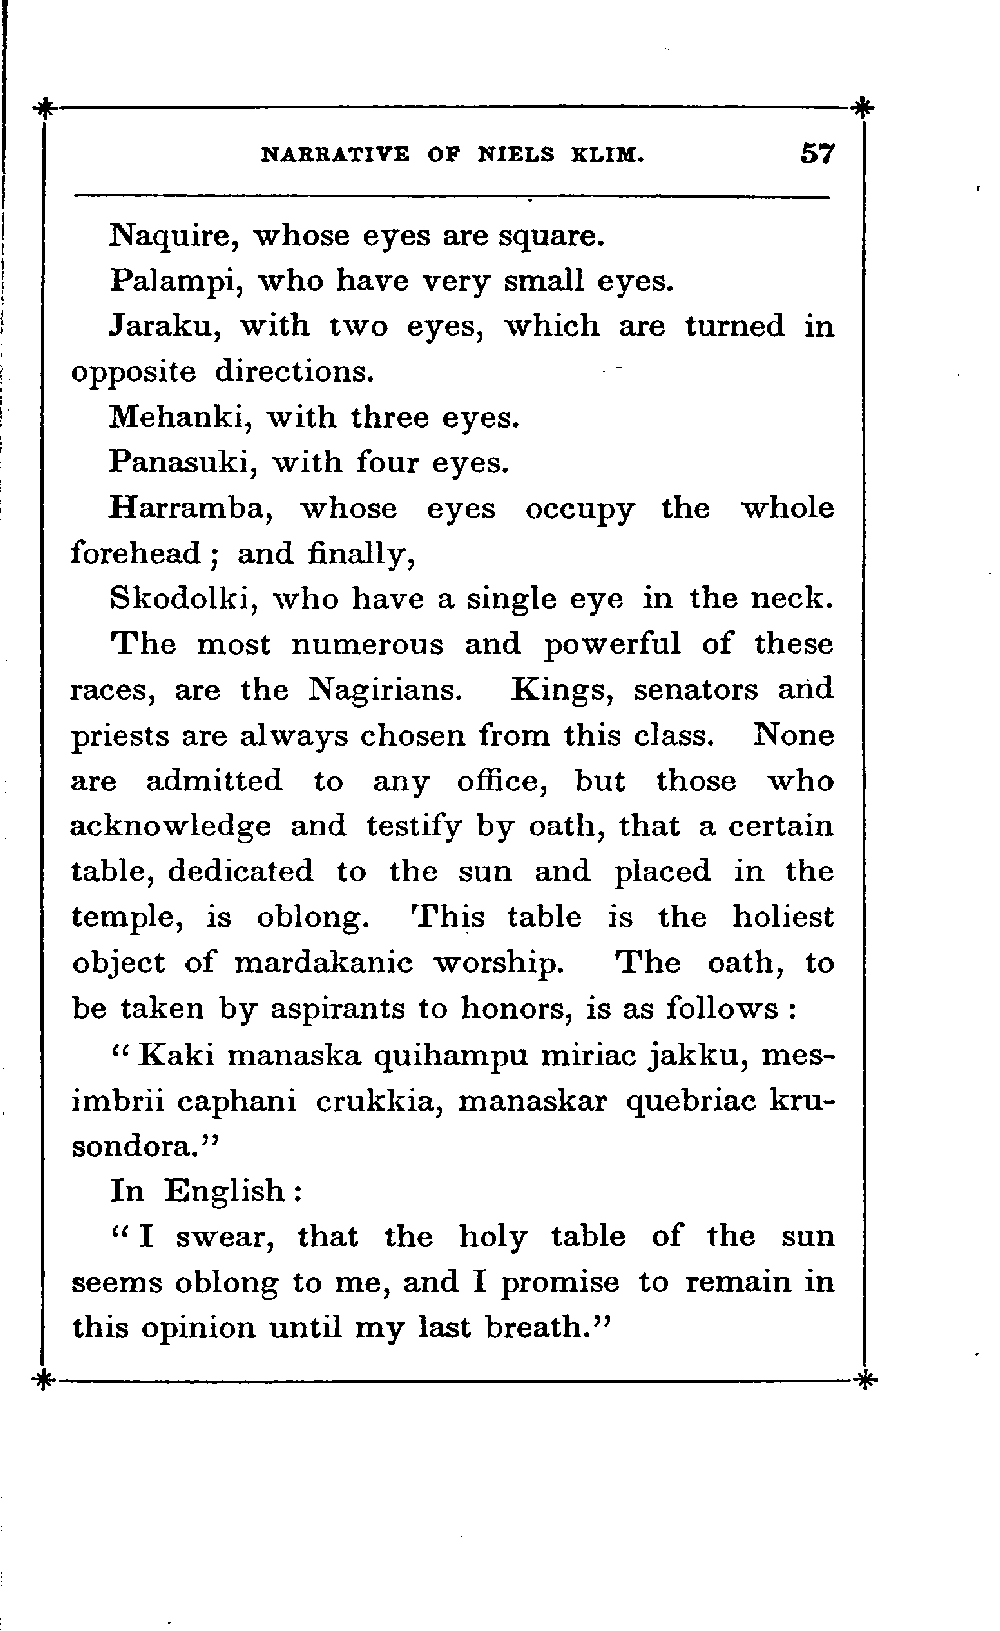 NARRATIVE OF NIELS KLIM. 57
Naquire, whose eyes are square.
Palampi, who have very small eyes.
Jaraku, with two eyes, which are turned in
opposite directions.
Mehanki, with three eyes.
Panasuki, with four eyes.
Harramba, whose eyes occupy the whole
forehead ; and finally,
Skodolki, who have a single eye in the neck.
The most numerous and powerful of these
races, are the Nagirians. Kings, senators and
priests are always chosen from this class. None
are admitted to any office, but those who
acknowledge and testify by oath, that a certain
table, dedicated to the sun and placed in the
temple, is oblong. This table is the holiest
object of mardakanic worship. The oath, to
be taken by aspirants to honors, is as follows :
“ Kaki manaska quihampu miriac jakku, mes-
imbrii caphani crukkia, manaskar quebriac kru-
sondora.”
In English :
“ I swear, that the holy table of the sun
seems oblong to me, and I promise to remain in
this opinion until my last breath.”